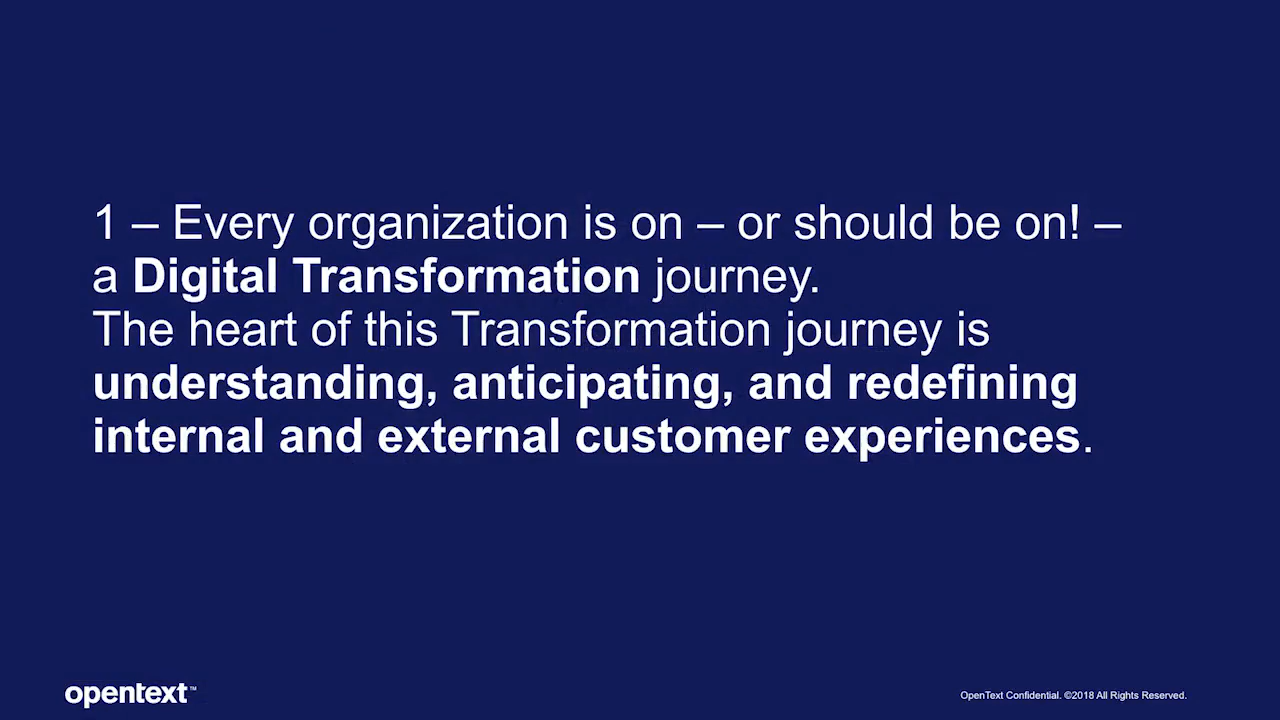 1 – Every organization is on – or should be on! –
a Digital Transformation journey.
The heart of this Transformation journey is
understanding, anticipating, and redefining
internal and external customer experiences.
opentext™
OpenText Confidential. ©2018 All Rights Reserved.